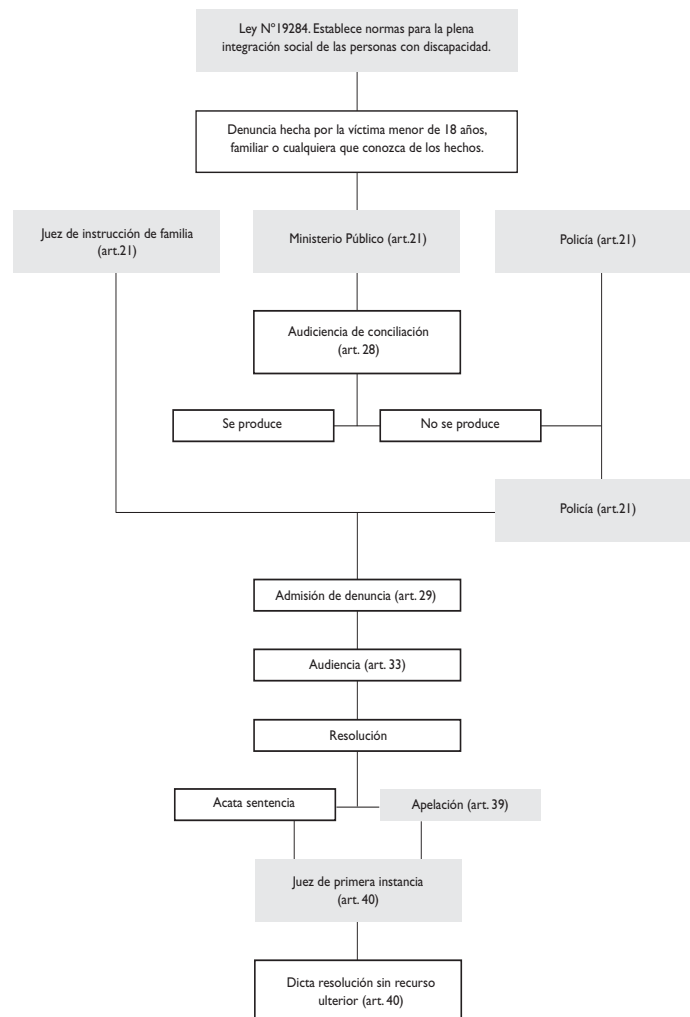 Ley Nº19284. Establece normas para la plena
integración social de las personas con discapacidad.
Denuncia hecha por la víctima menor de 18 años,
familiar o cualquiera que conozca de los hechos.
Juez de instrucción de familia
(art.21)
Ministerio Público (art.21)
Policía (art.21)
Audiciencia de conciliación
(art. 28)
Se produce
No se produce
Policía (art.21)
Admisión de denuncia (art. 29)
Audiencia (art. 33)
Resolución
Acata sentencia
Apelación (art. 39)
Juez de primera instancia
(art. 40)
Dicta resolución sin recurso
ulterior (art. 40)